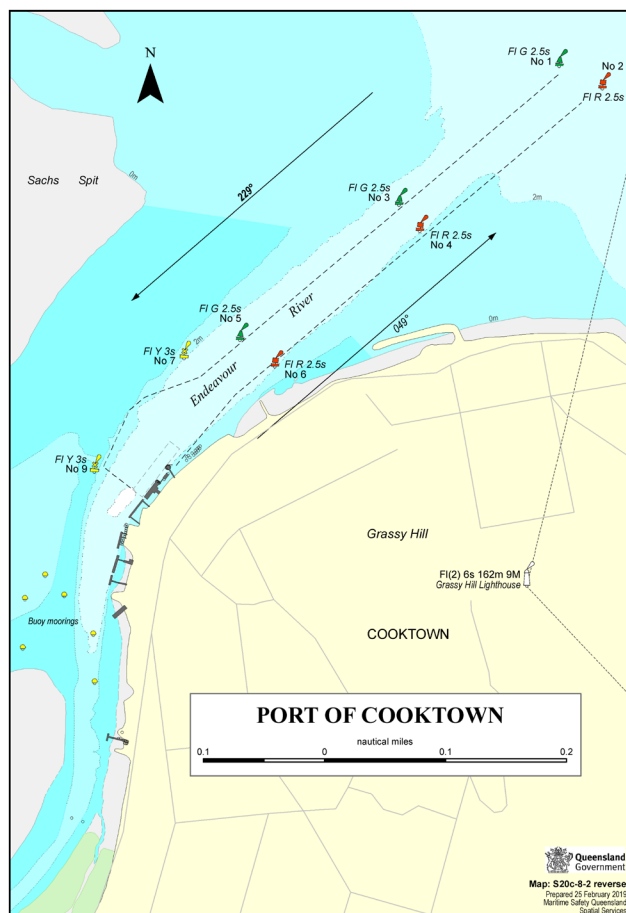 Fl G 2.5s
No 1
No 2
Fl R 2.5s
N
Sachs Spit
0m
229°
Fl G 2.5s
No 3
2m
Fl R 2.5s
No 4
Fl G 2.5s
No 5
River
049°
0m
Fl Y 3s
No 7
2m
Endeavour
Fl R 2.5s
No 6
Fl Y 3s
No 9
Grassy Hill
Fl(2) 6s 162m 9M
Grassy Hill Lighthouse
Buoy moorings
COOKTOWN
PORT OF COOKTOWN
nautical miles
0.1 0 0.1 0.2
Queensland
Government
Map: S20c-8-2 reverse
Prepared 25 February 2019
Maritime Safety Queensland
Spatial Services